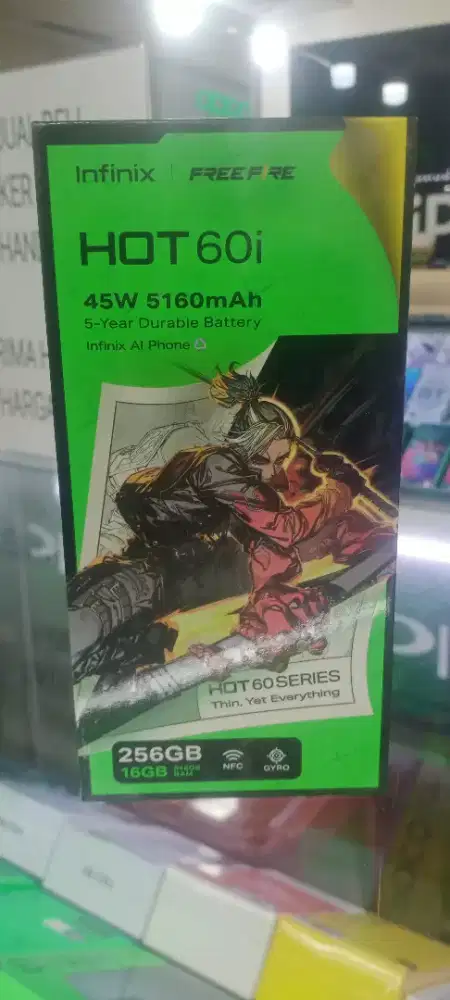 Infinix | FREE FIRE
HOT 60i
45W 5160mAh
5-Year Durable Battery
Infinix AI Phone
HOT 60 SERIES
Thin. Yet Everything
256GB
16GB RAM
NFC
GYRO